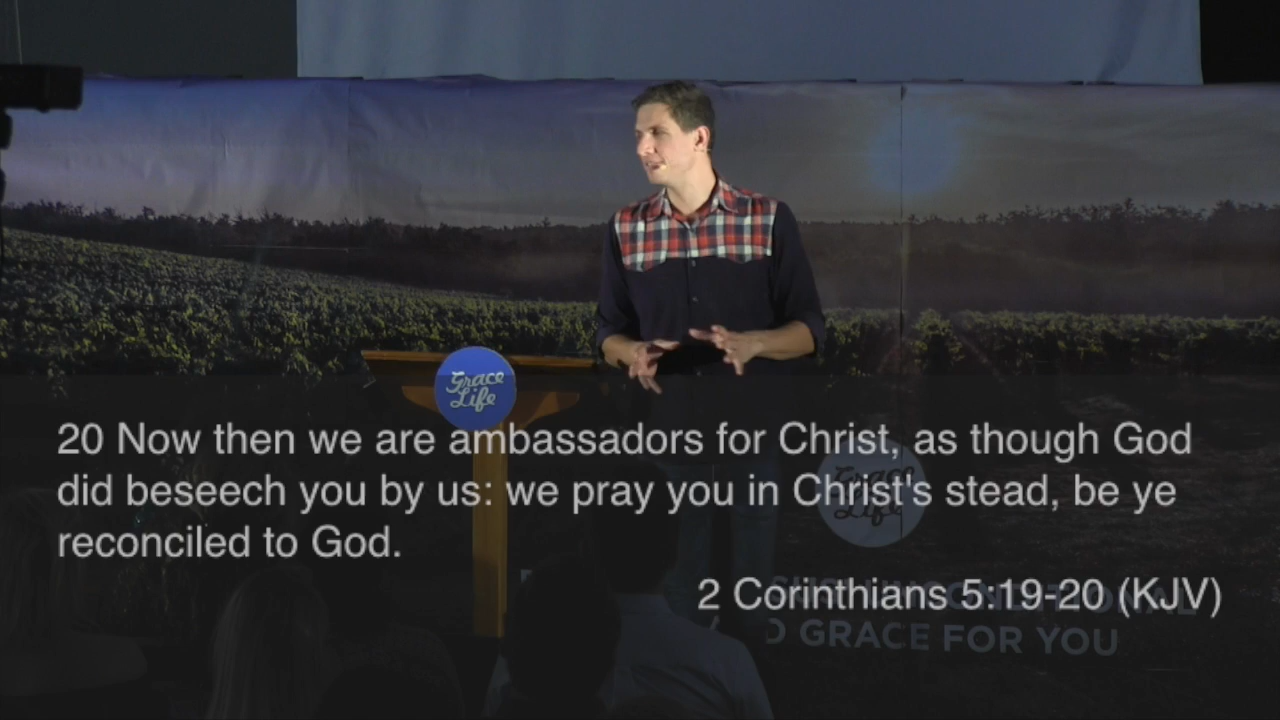 Grace
Life
20 Now then we are ambassadors for Christ, as though God
did beseech you by us: we pray you in Christ's stead, be ye
reconciled to God.
Grace
Life
2 Corinthians 5:19-20 (KJV)
GRACE FOR YOU